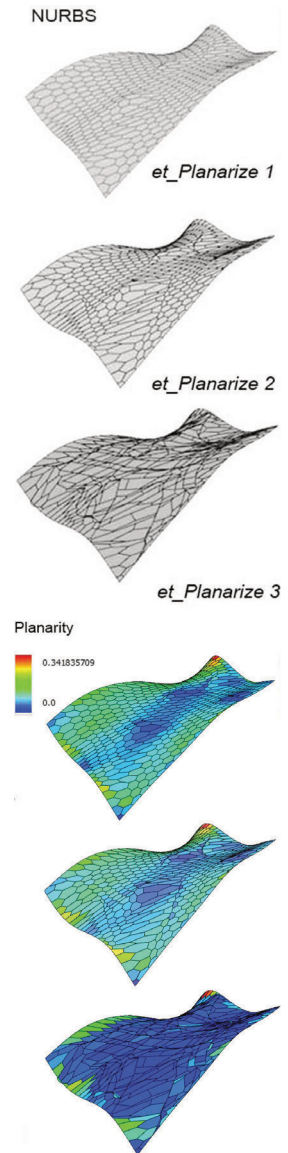 NURBS
et_Planarize 1
et_Planarize 2
et_Planarize 3
Planarity
0.341835709
0.0